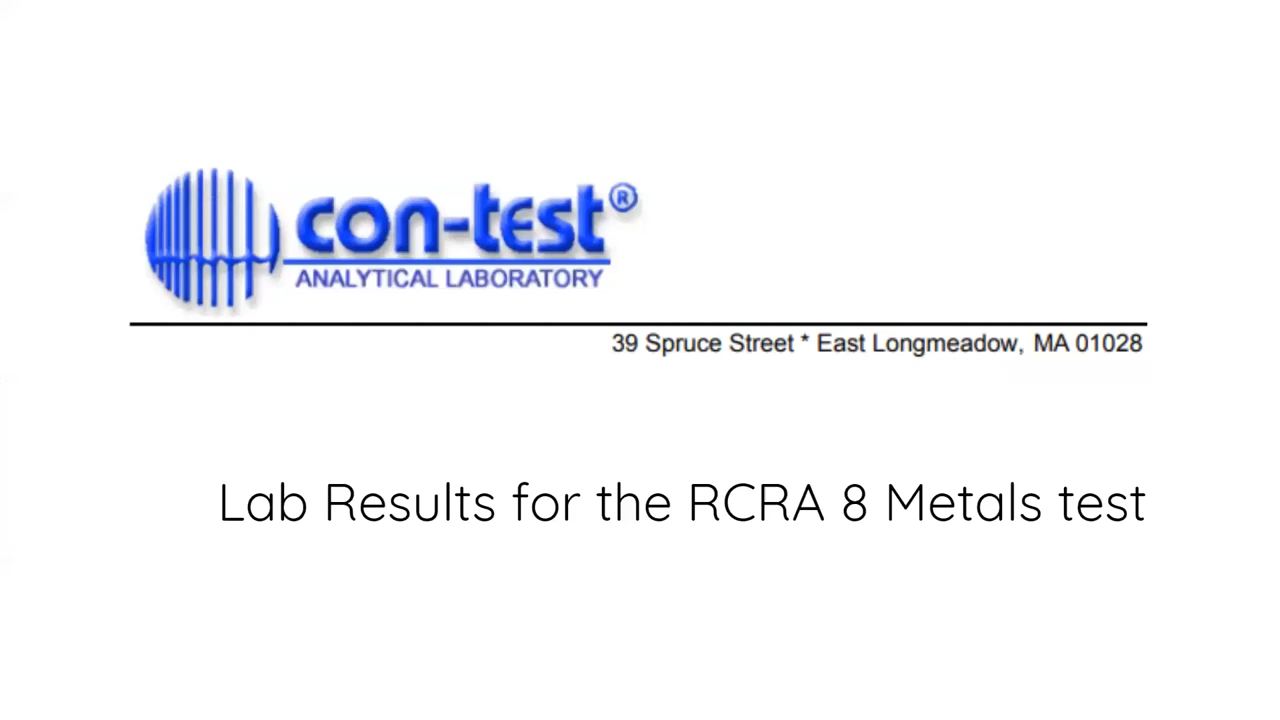 con-test®
ANALYTICAL LABORATORY
39 Spruce Street * East Longmeadow, MA 01028
Lab Results for the RCRA 8 Metals test